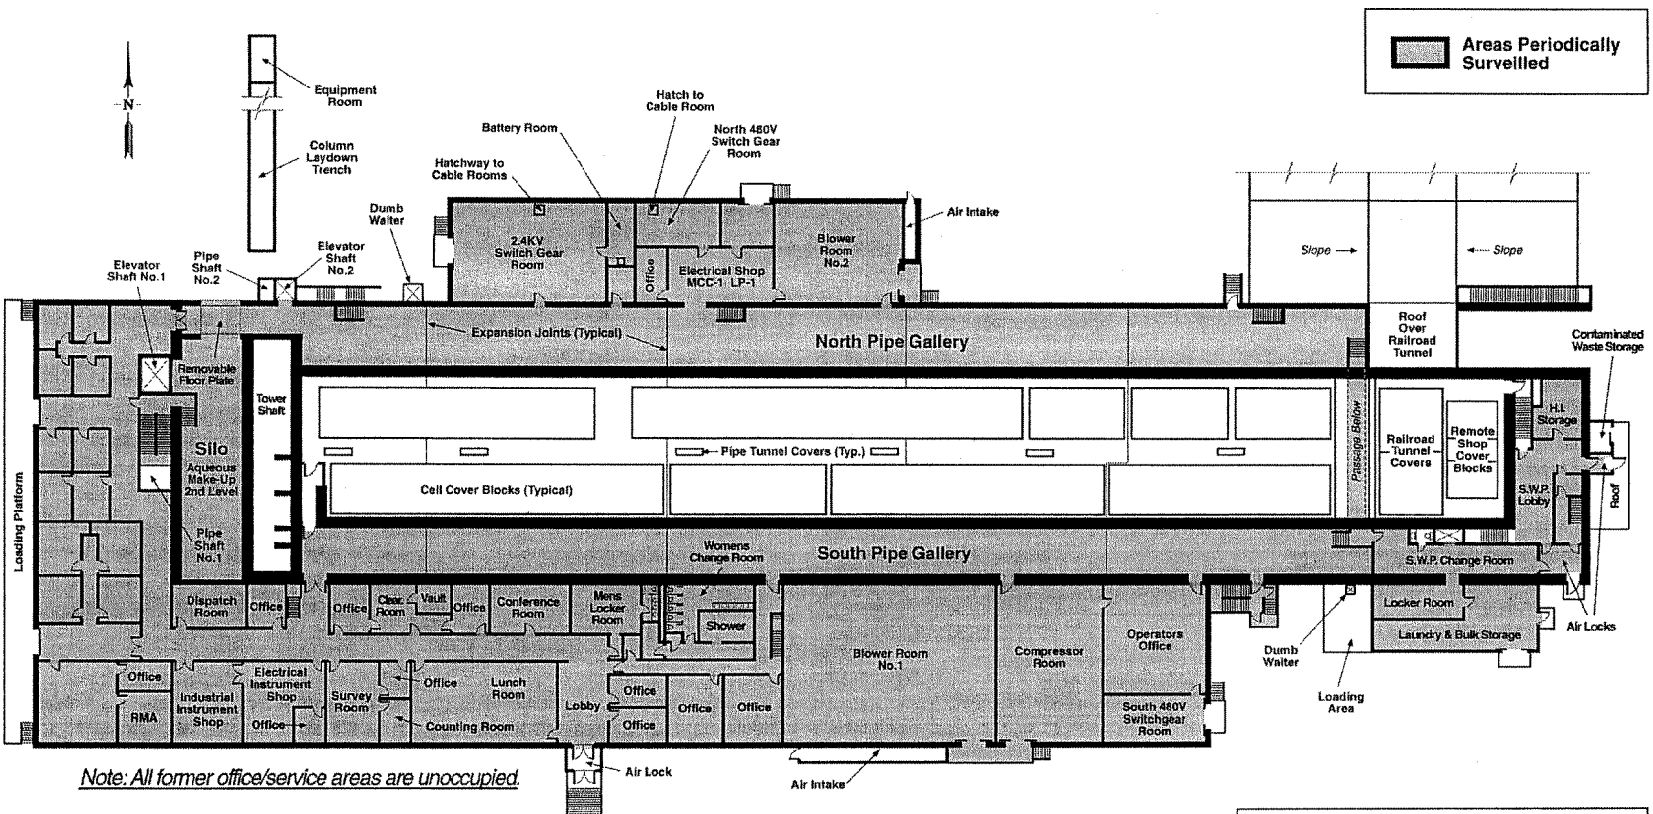 Areas Periodically
Surveilled
N
Equipment
Room
Column
Laydown
Trench
Hatch to
Cable Room
Battery Room
North 480V
Switch Gear
Room
Hatchway to
Cable Rooms
Dumb
Waiter
Air Intake
Elevator
Shaft No.1
Pipe
Shaft
No.2
Elevator
Shaft
No.2
2.4KV
Switch Gear
Room
Office
Electrical Shop
MCC-1 LP-1
Blower
Room
No.2
Slope
Slope
Expansion Joints (Typical)
North Pipe Gallery
Roof
Over
Railroad
Tunnel
Contaminated
Waste Storage
Removable
Floor Plate
Tower
Shaft
Silo
Aqueous
Make-Up
2nd Level
Pipe
Shaft
No.1
Loading Platform
Pipe Tunnel Covers (Typ.)
Cell Cover Blocks (Typical)
Passage Below
Railroad
Tunnel
Covers
Remote
Shop
Cover
Blocks
H.I.
Storage
S.W.P.
Lobby
Roof
South Pipe Gallery
Womens
Change Room
S.W.P. Change Room
Dispatch
Room
Office
Office
Clear.
Room
Vault
Office
Conference
Room
Mens
Locker
Room
Shower
Locker Room
Laundry & Bulk Storage
Air Locks
Dumb
Waiter
Loading
Area
Office
RMA
Industrial
Instrument
Shop
Electrical
Instrument
Shop
Office
Survey
Room
Office
Counting Room
Lunch
Room
Lobby
Office
Office
Office
Office
Blower Room
No.1
Compressor
Room
Operators
Office
South 480V
Switchgear
Room
Note: All former office/service areas are unoccupied.
Air Lock
Air Intake